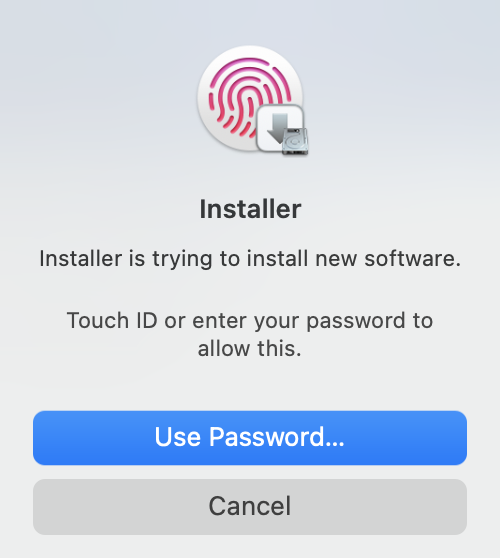 Installer
Installer is trying to install new software.
Touch ID or enter your password to
allow this.
Use Password...
Cancel